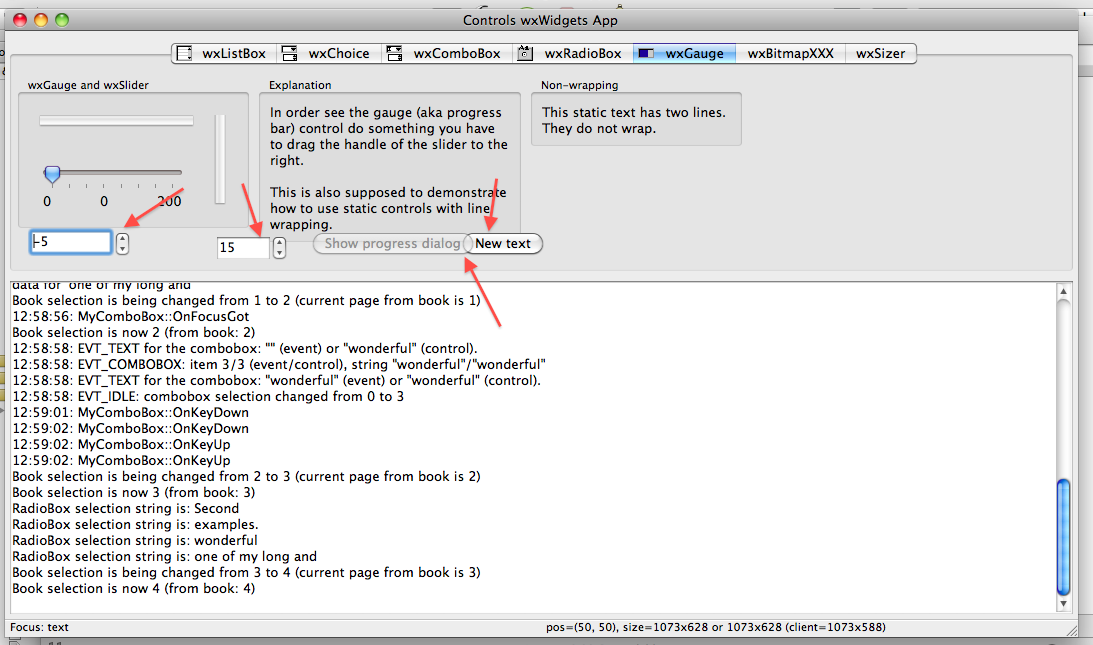 Controls wxWidgets App
wxListBox wxChoice wxComboBox wxRadioBox wxGauge wxBitmapXXX wxSizer
wxGauge and wxSlider
0 0 200
-5
15
Explanation
In order see the gauge (aka progress
bar) control do something you have
to drag the handle of the slider to the
right.
This is also supposed to demonstrate
how to use static controls with line
wrapping.
Show progress dialog
New text
Non-wrapping
This static text has two lines.
They do not wrap.
data for one of my long and
Book selection is being changed from 1 to 2 (current page from book is 1)
12:58:56: MyComboBox::OnFocusGot
Book selection is now 2 (from book: 2)
12:58:58: EVT_TEXT for the combobox: "" (event) or "wonderful" (control).
12:58:58: EVT_COMBOBOX: item 3/3 (event/control), string "wonderful"/"wonderful"
12:58:58: EVT_TEXT for the combobox: "wonderful" (event) or "wonderful" (control).
12:58:58: EVT_IDLE: combobox selection changed from 0 to 3
12:59:01: MyComboBox::OnKeyDown
12:59:02: MyComboBox::OnKeyDown
12:59:02: MyComboBox::OnKeyUp
12:59:02: MyComboBox::OnKeyUp
Book selection is being changed from 2 to 3 (current page from book is 2)
Book selection is now 3 (from book: 3)
RadioBox selection string is: Second
RadioBox selection string is: examples.
RadioBox selection string is: wonderful
RadioBox selection string is: one of my long and
Book selection is being changed from 3 to 4 (current page from book is 3)
Book selection is now 4 (from book: 4)
Focus: text
pos=(50, 50), size=1073x628 or 1073x628 (client=1073x588)